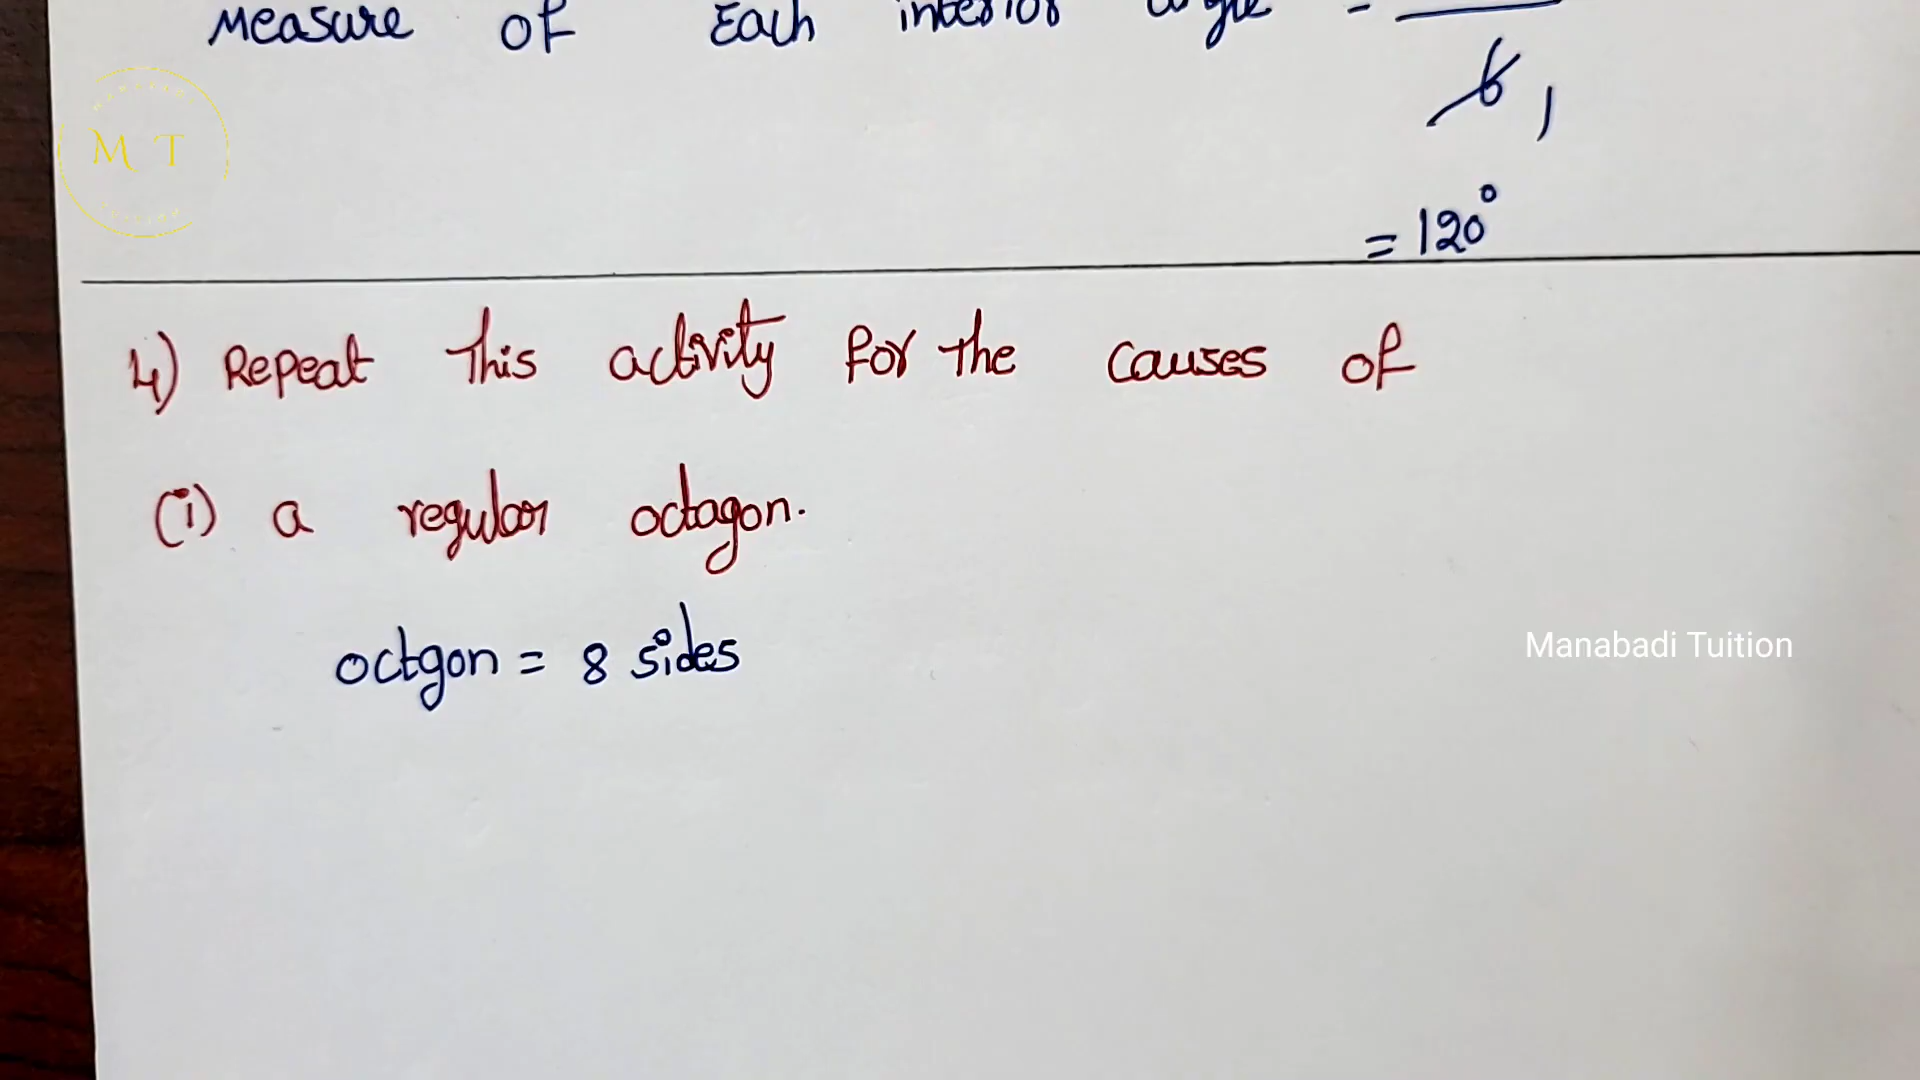 Measure of Each interior angle =
6 1
= 120°
4) Repeat This activity for the causes of
(i) a regular octagon.
octgon = 8 sides
M T
Manabadi Tuition